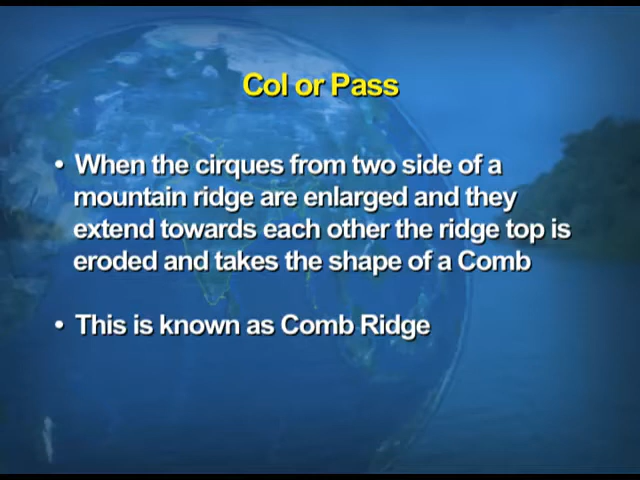 Col or Pass
• When the cirques from two side of a
mountain ridge are enlarged and they
extend towards each other the ridge top is
eroded and takes the shape of a Comb
• This is known as Comb Ridge